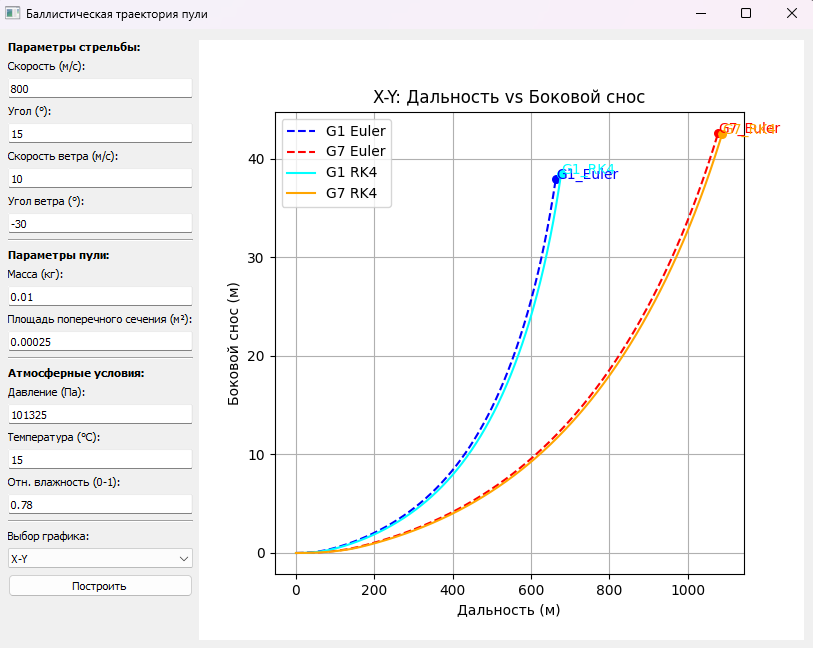 Баллистическая траектория пули
Параметры стрельбы:
Скорость (м/с):
800
Угол (°):
15
Скорость ветра (м/с):
10
Угол ветра (°):
-30
Параметры пули:
Масса (кг):
0.01
Площадь поперечного сечения (м²):
0.00025
Атмосферные условия:
Давление (Па):
101325
Температура (°C):
15
Отн. влажность (0-1):
0.78
Выбор графика:
X-Y
Построить
X-Y: Дальность vs Боковой снос
G1 Euler
G7 Euler
G1 RK4
G7 RK4
G1_RK4
G1_Euler
G7_Euler
G7_RK4
40
30
20
10
0
Боковой снос (м)
0 200 400 600 800 1000
Дальность (м)